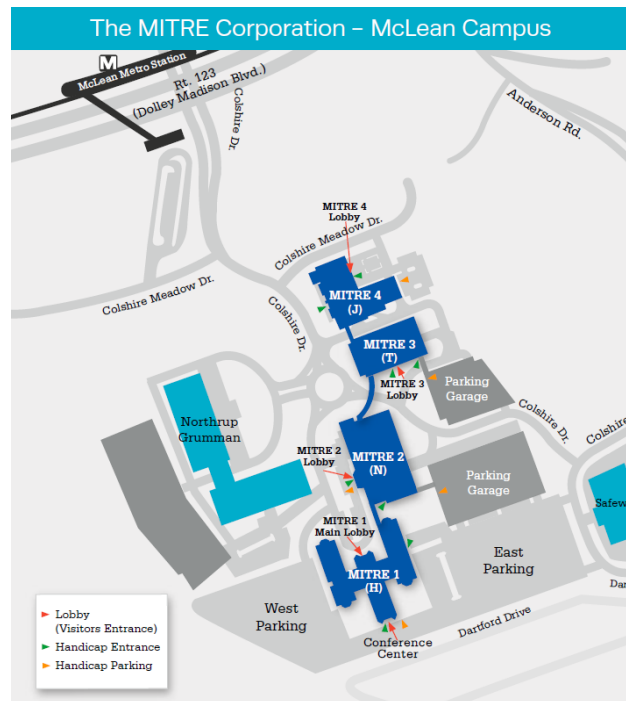 The MITRE Corporation – McLean Campus
M
McLean Metro Station
Rt. 123
(Dolley Madison Blvd.)
Colshire Dr.
Anderson Rd.
MITRE 4
Lobby
Colshire Meadow Dr.
Colshire Meadow Dr.
MITRE 4
(J)
Colshire Dr.
MITRE 3
(T)
MITRE 3
Lobby
Parking
Garage
Colshire Dr.
Colshire
Northrup
Grumman
MITRE 2
Lobby
MITRE 2
(N)
Parking
Garage
Safew
MITRE 1
Main Lobby
East
Parking
MITRE 1
(H)
Dar
West
Parking
Dartford Drive
Conference
Center
Lobby
(Visitors Entrance)
Handicap Entrance
Handicap Parking